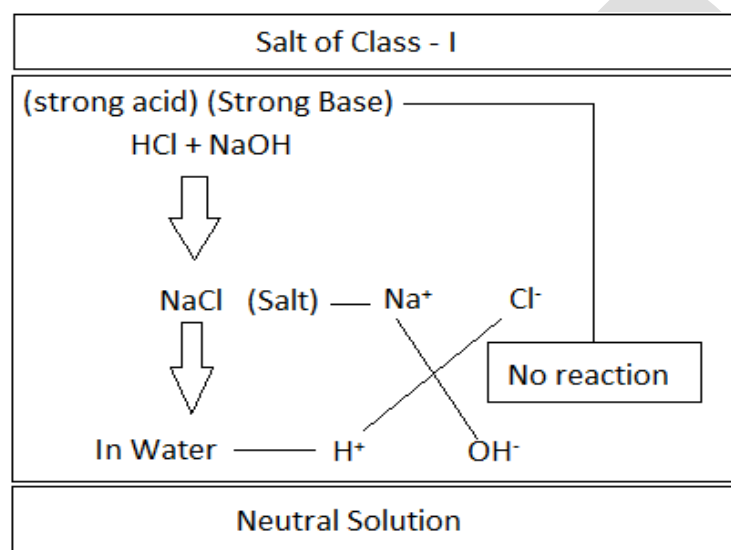 Salt of Class - I
(strong acid) (Strong Base)
HCl + NaOH
NaCl (Salt) Na⁺ Cl⁻
No reaction
In Water H⁺ OH⁻
Neutral Solution